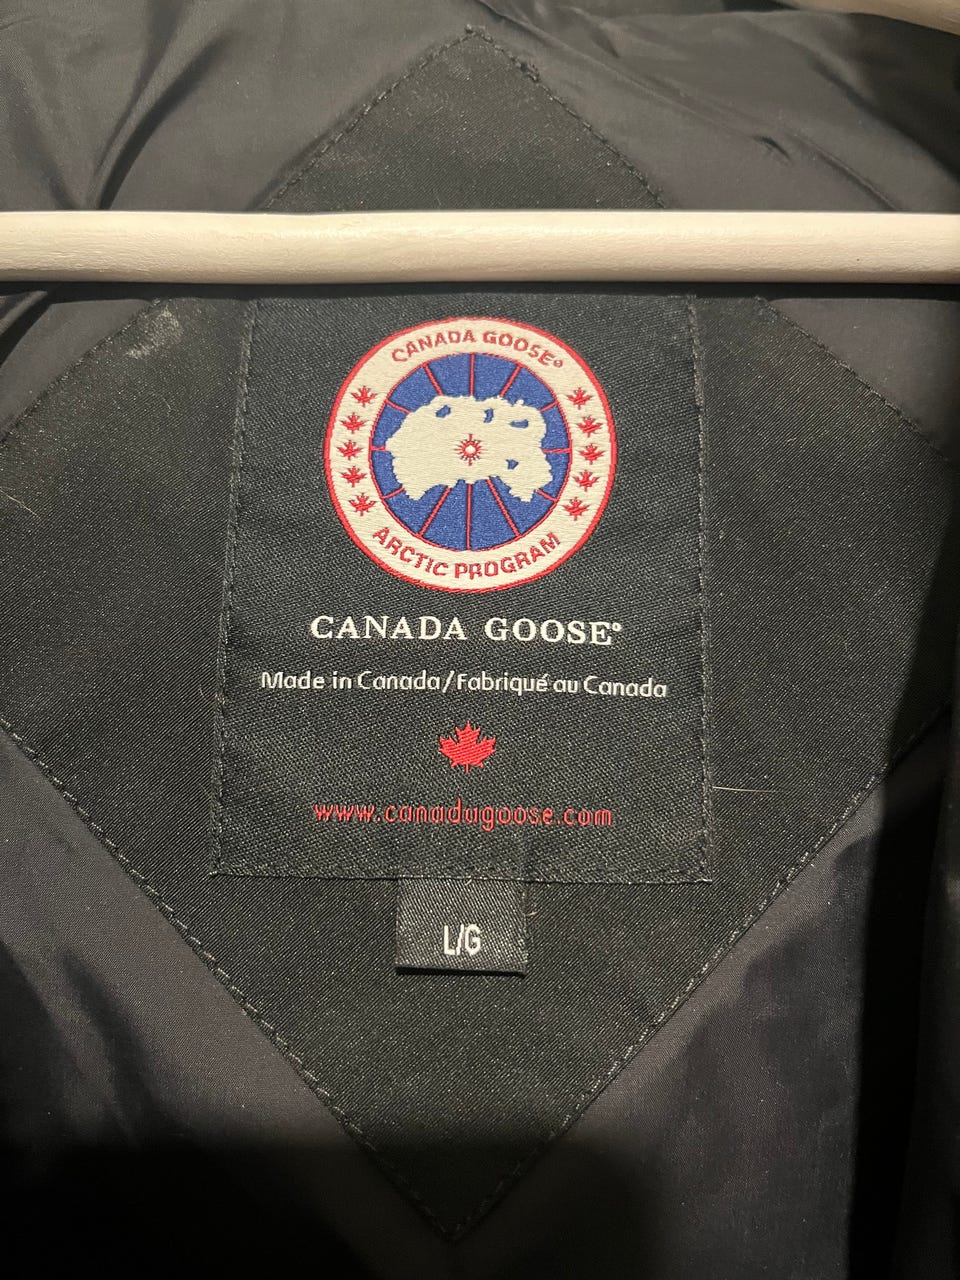 CANADA GOOSE®
ARCTIC PROGRAM
CANADA GOOSE®
Made in Canada/Fabriqué au Canada
www.canadagoose.com
L/G